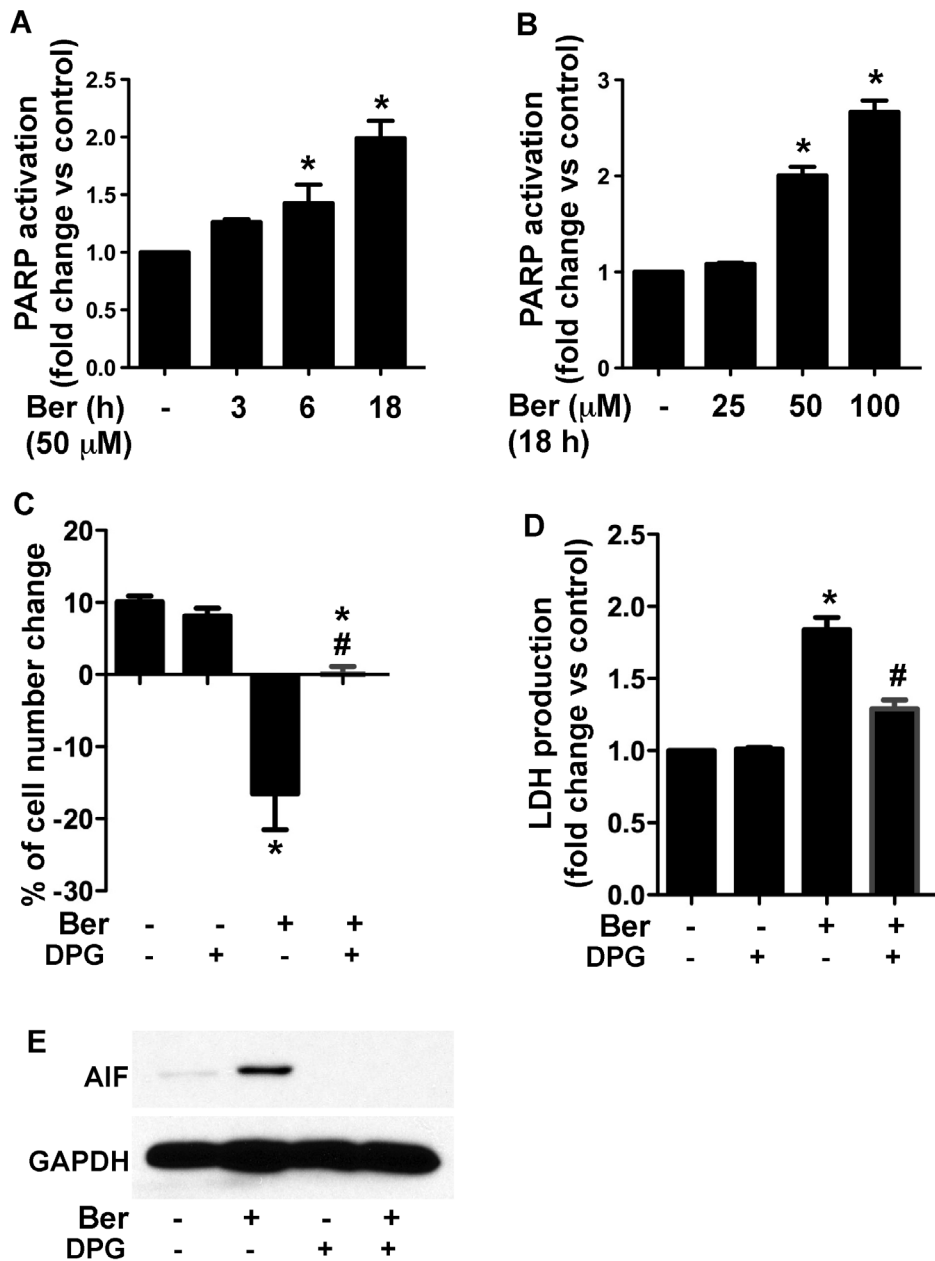 A
PARP activation
(fold change vs control)
2.5
2.0
1.5
1.0
0.5
0.0
* *
Ber (h) - 3 6 18
(50 μM)
B
PARP activation
(fold change vs control)
3
2
1
0
* *
Ber (μM) - 25 50 100
(18 h)
C
% of cell number change
20
10
0
-10
-20
-30
*
#
*
Ber - - + +
DPG - + - +
D
LDH production
(fold change vs control)
2.5
2.0
1.5
1.0
0.5
0.0
* #
Ber - - + +
DPG - + - +
E
AIF
GAPDH
Ber - + - +
DPG - - + +